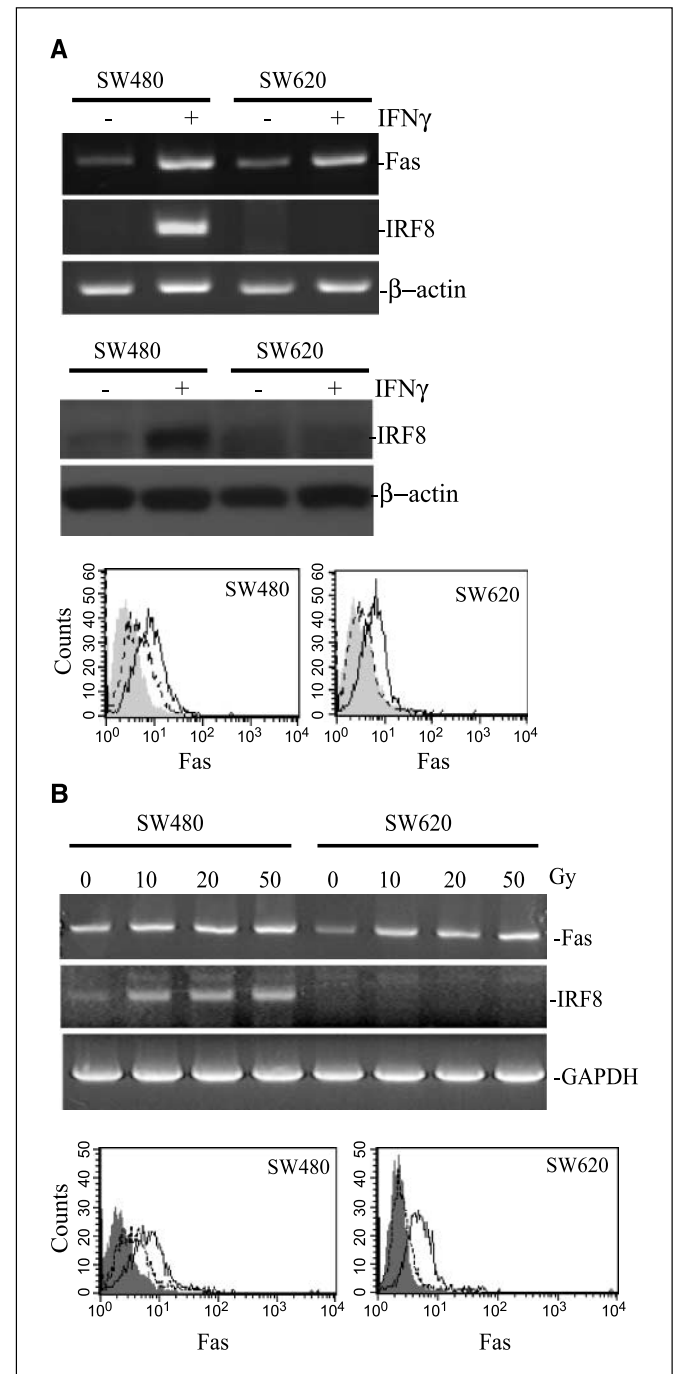 A
SW480 SW620
- + - + IFNγ
-Fas
-IRF8
-β–actin
SW480 SW620
- + - + IFNγ
-IRF8
-β–actin
Counts
0 10 20 30 40 50 60
SW480
10⁰ 10¹ 10² 10³ 10⁴
Fas
0 10 20 30 40 50 60
SW620
10⁰ 10¹ 10² 10³ 10⁴
Fas
B
SW480 SW620
0 10 20 50 0 10 20 50 Gy
-Fas
-IRF8
-GAPDH
Counts
0 10 20 30 40 50
SW480
10⁰ 10¹ 10² 10³ 10⁴
Fas
0 10 20 30 40 50
SW620
10⁰ 10¹ 10² 10³ 10⁴
Fas